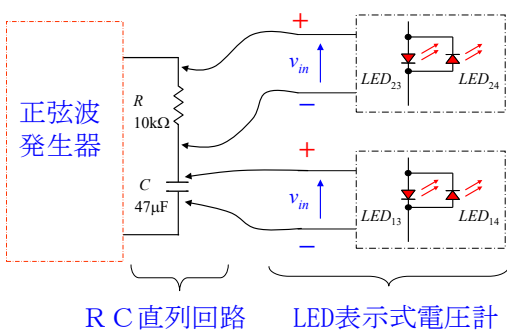 正弦波
発生器
R
10kΩ
C
47μF
+
v_in
−
+
v_in
−
LED₂₃
LED₂₄
LED₁₃
LED₁₄
ＲＣ直列回路
LED表示式電圧計